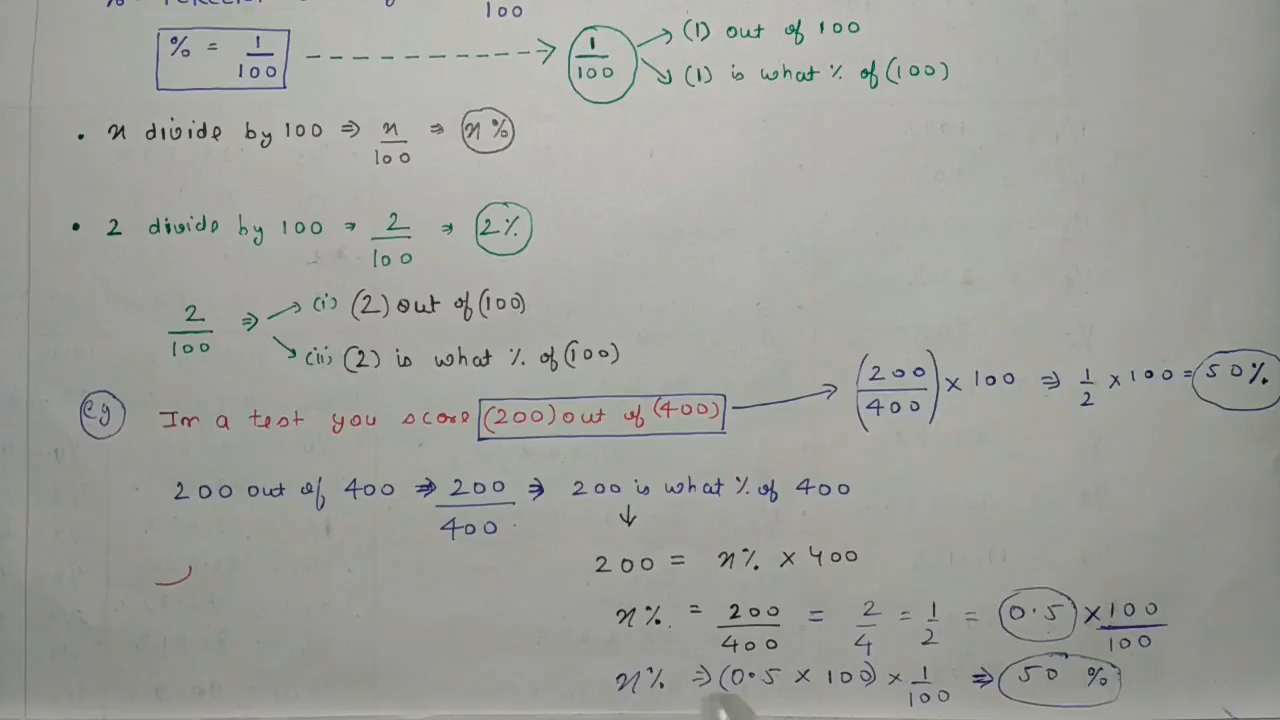 100
% = 1/100 ----> 1/100 → (1) out of 100
→ (1) is what % of (100)
• x divide by 100 ⇒ x/100 ⇒ x%
• 2 divide by 100 ⇒ 2/100 ⇒ 2%
2/100 ⇒ (i) (2) out of (100)
(ii) (2) is what % of (100)
eg In a test you score (200) out of (400) → (200/400) × 100 ⇒ 1/2 × 100 = 50%
200 out of 400 ⇒ 200/400 ⇒ 200 is what % of 400
↓
200 = x% × 400
x% = 200/400 = 2/4 = 1/2 = 0.5 × 100/100
x% ⇒ (0.5 × 100) × 1/100 ⇒ 50 %